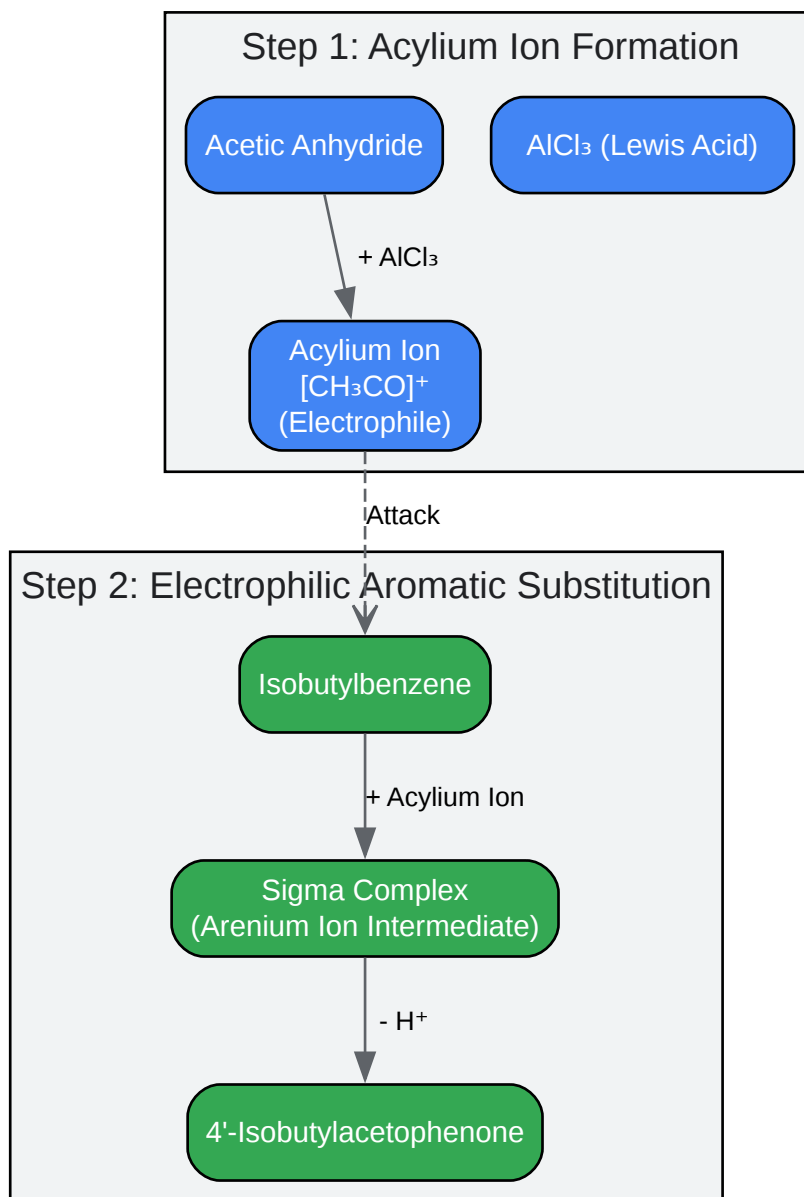 Step 1: Acylium Ion Formation
Acetic Anhydride
AlCl₃ (Lewis Acid)
+ AlCl₃
Acylium Ion
[CH₃CO]⁺
(Electrophile)
Attack
Step 2: Electrophilic Aromatic Substitution
Isobutylbenzene
+ Acylium Ion
Sigma Complex
(Arenium Ion Intermediate)
- H⁺
4'-Isobutylacetophenone